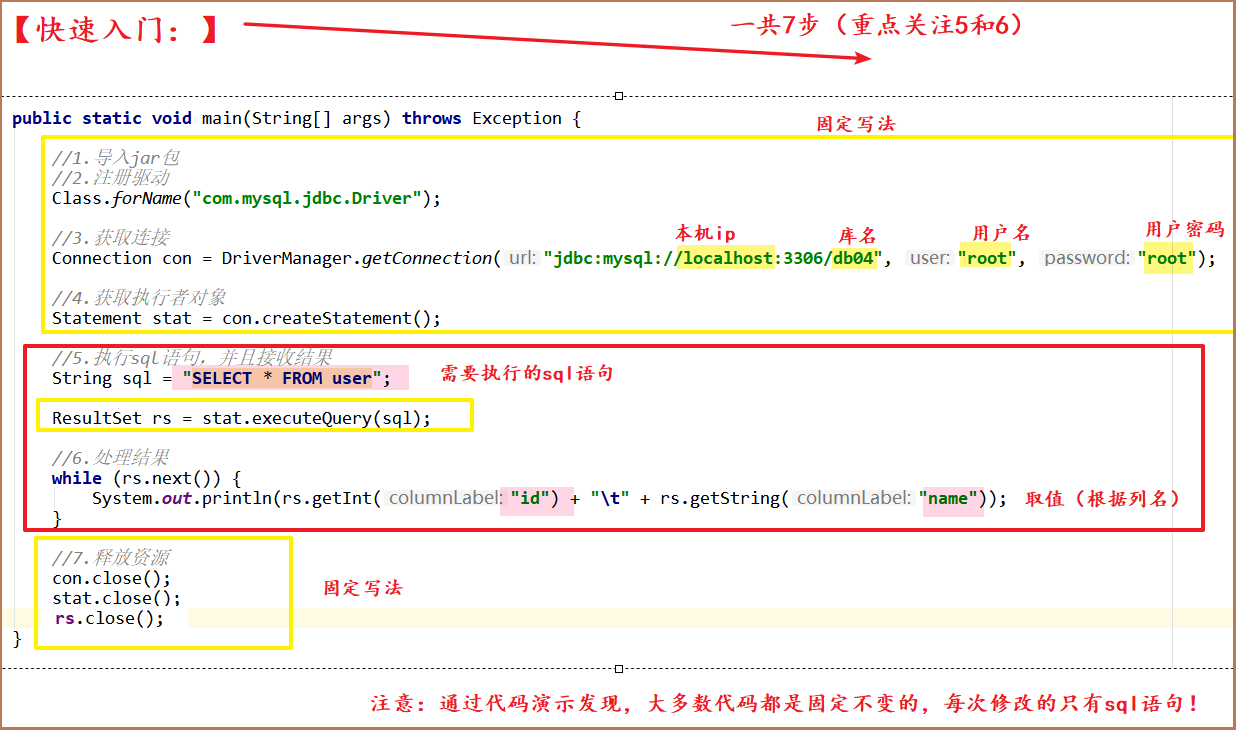 【快速入门：】
一共7步（重点关注5和6）
public static void main(String[] args) throws Exception {
固定写法
//1.导入jar包
//2.注册驱动
Class.forName("com.mysql.jdbc.Driver");
//3.获取连接
本机ip 库名 用户名 用户密码
Connection con = DriverManager.getConnection( url: "jdbc:mysql://localhost:3306/db04", user: "root", password: "root");
//4.获取执行者对象
Statement stat = con.createStatement();
//5.执行sql语句，并且接收结果
String sql = "SELECT * FROM user"; 需要执行的sql语句
ResultSet rs = stat.executeQuery(sql);
//6.处理结果
while (rs.next()) {
System.out.println(rs.getInt( columnLabel: "id") + "\t" + rs.getString( columnLabel: "name")); 取值（根据列名）
}
//7.释放资源
con.close();
固定写法
stat.close();
rs.close();
}
注意：通过代码演示发现，大多数代码都是固定不变的，每次修改的只有sql语句！